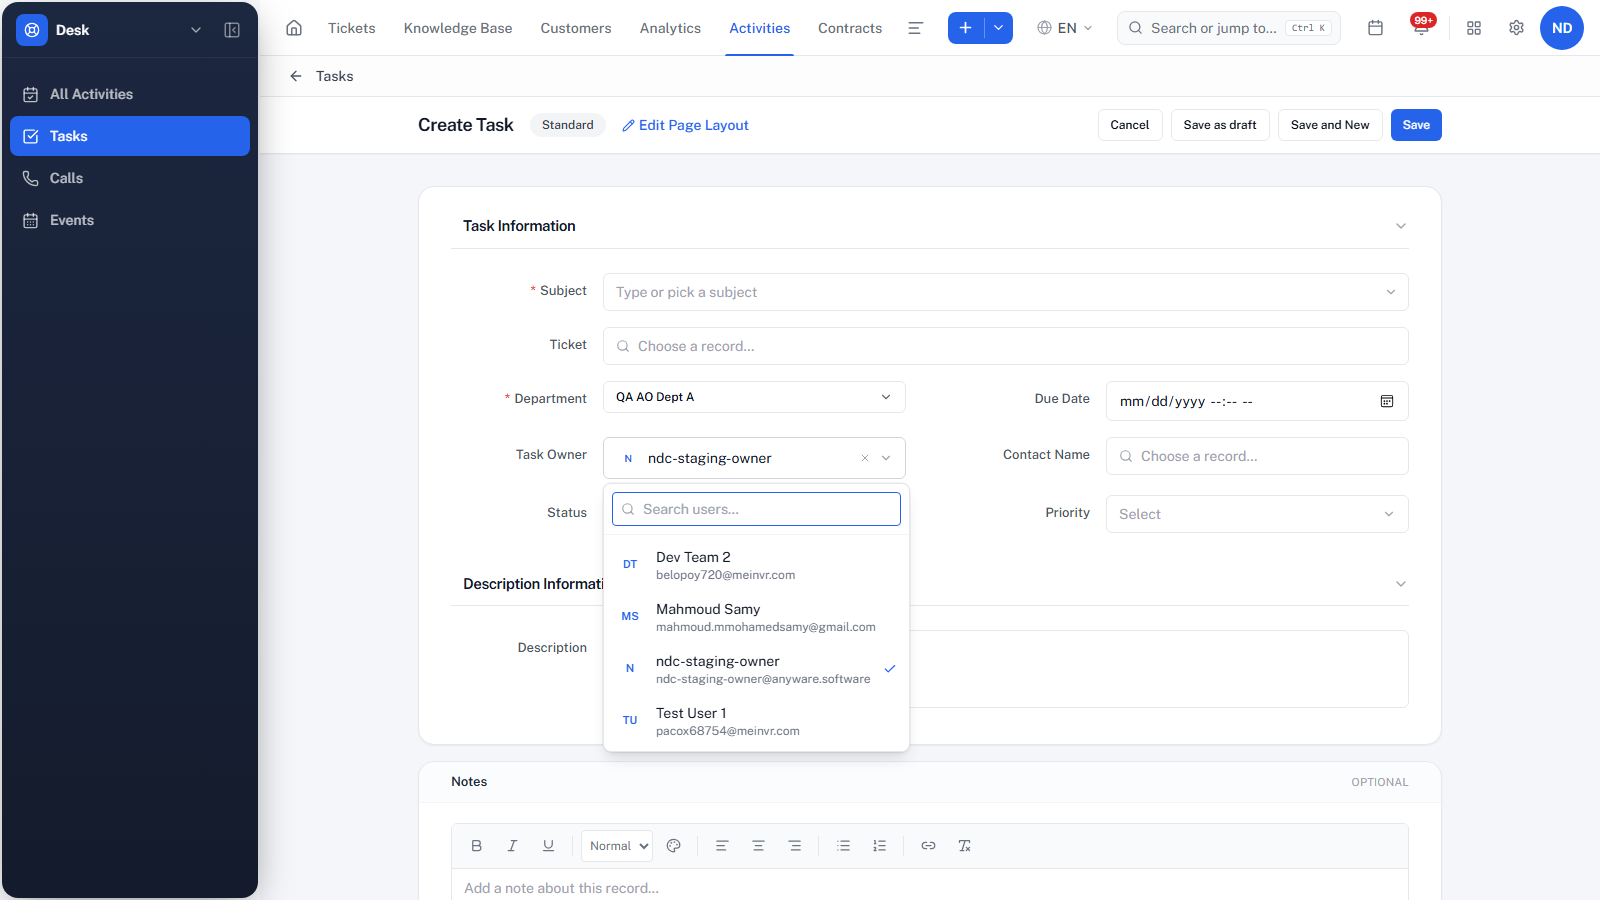 Desk
All Activities
Tasks
Calls
Events
Tickets
Knowledge Base
Customers
Analytics
Activities
Contracts
EN
Search or jump to...
Ctrl K
99+
ND
Tasks
Create Task
Standard
Edit Page Layout
Cancel
Save as draft
Save and New
Save
Task Information
* Subject
Type or pick a subject
Ticket
Choose a record...
* Department
QA AO Dept A
Due Date
mm/dd/yyyy --:-- --
Task Owner
N ndc-staging-owner
Contact Name
Choose a record...
Status
Search users...
Priority
Select
DT Dev Team 2
belopoy720@meinvr.com
MS Mahmoud Samy
mahmoud.mmohamedsamy@gmail.com
N ndc-staging-owner
ndc-staging-owner@anyware.software
TU Test User 1
pacox68754@meinvr.com
Description Informati
Description
Notes
OPTIONAL
Normal
Add a note about this record...